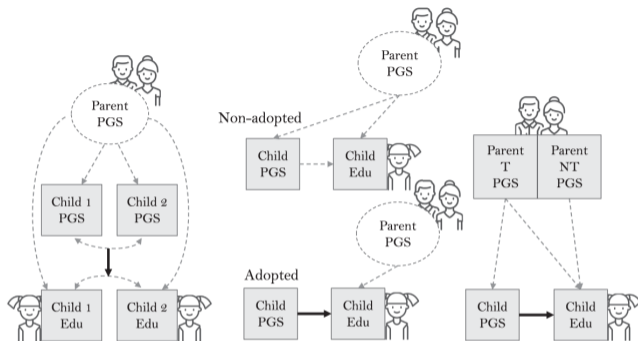 Parent
PGS
Child 1
PGS
Child 2
PGS
Child 1
Edu
Child 2
Edu
Parent
PGS
Non-adopted
Child
PGS
Child
Edu
Parent
PGS
Adopted
Child
PGS
Child
Edu
Parent
T
PGS
Parent
NT
PGS
Child
PGS
Child
Edu